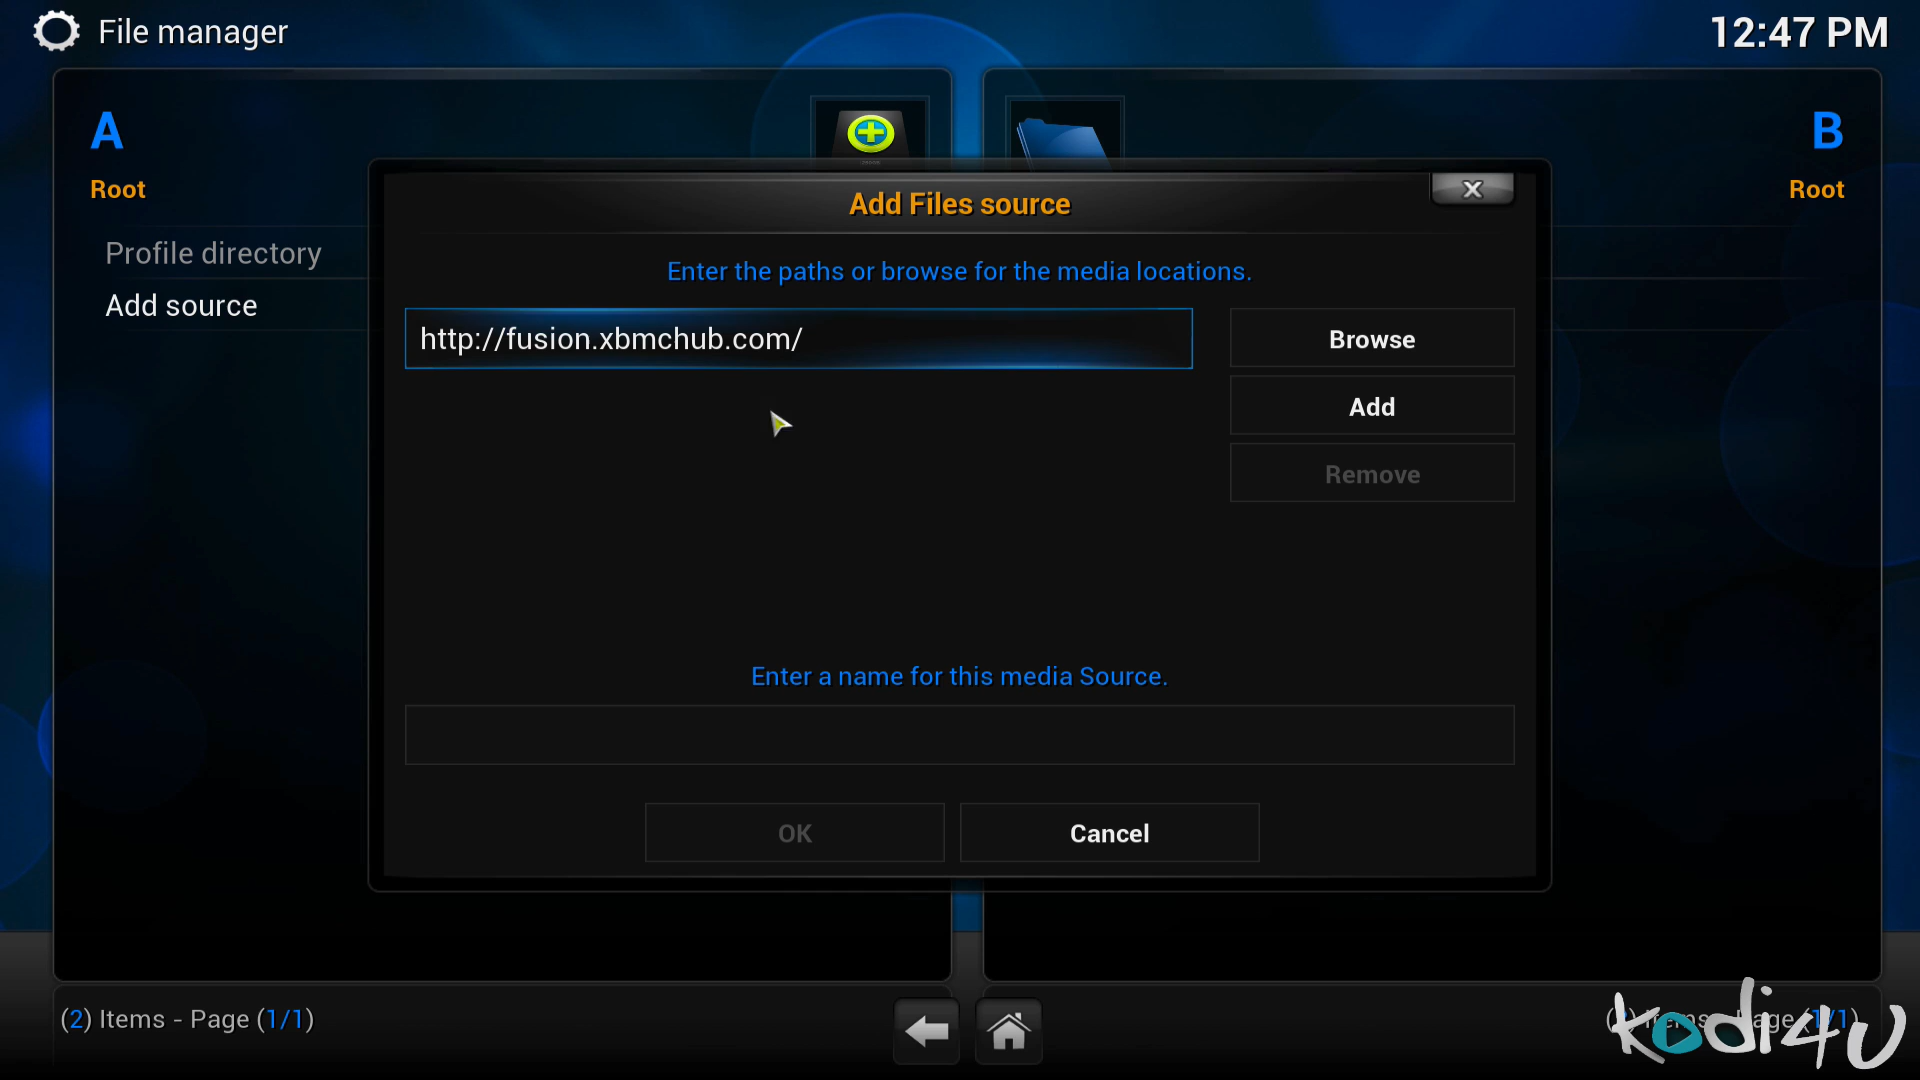 File manager
12:47 PM
A
B
Root
Root
Profile directory
Add source
Add Files source
X
Enter the paths or browse for the media locations.
http://fusion.xbmchub.com/
Browse
Add
Remove
Enter a name for this media Source.
OK
Cancel
(2) Items - Page (1/1)
kodi4U